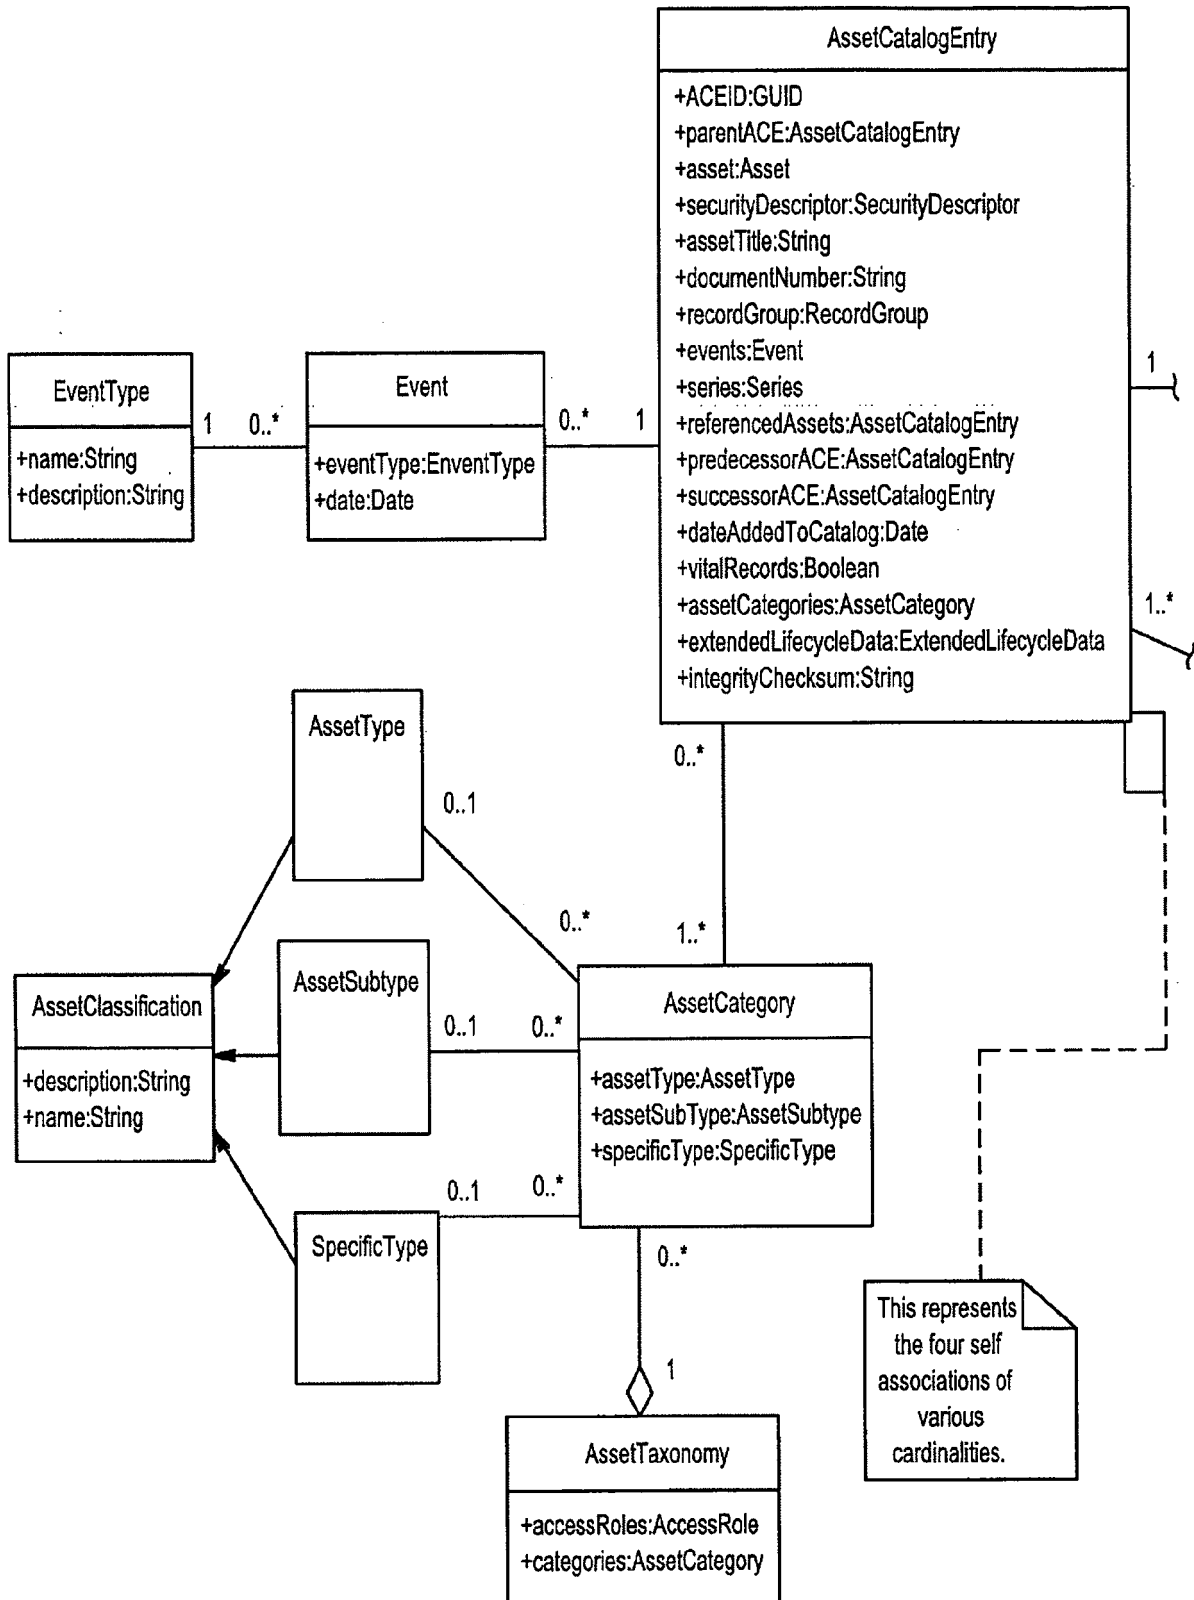 AssetCatalogEntry
+ACEID:GUID
+parentACE:AssetCatalogEntry
+asset:Asset
+securityDescriptor:SecurityDescriptor
+assetTitle:String
+documentNumber:String
+recordGroup:RecordGroup
+events:Event
+series:Series
+referencedAssets:AssetCatalogEntry
+predecessorACE:AssetCatalogEntry
+successorACE:AssetCatalogEntry
+dateAddedToCatalog:Date
+vitalRecords:Boolean
+assetCategories:AssetCategory
+extendedLifecycleData:ExtendedLifecycleData
+integrityChecksum:String
1
1..*
EventType
+name:String
+description:String
1
0..*
Event
+eventType:EnventType
+date:Date
0..*
1
AssetType
0..1
0..*
0..*
1..*
AssetClassification
+description:String
+name:String
AssetSubtype
0..1
0..*
AssetCategory
+assetType:AssetType
+assetSubType:AssetSubtype
+specificType:SpecificType
SpecificType
0..1
0..*
0..*
1
AssetTaxonomy
+accessRoles:AccessRole
+categories:AssetCategory
This represents
the four self
associations of
various
cardinalities.